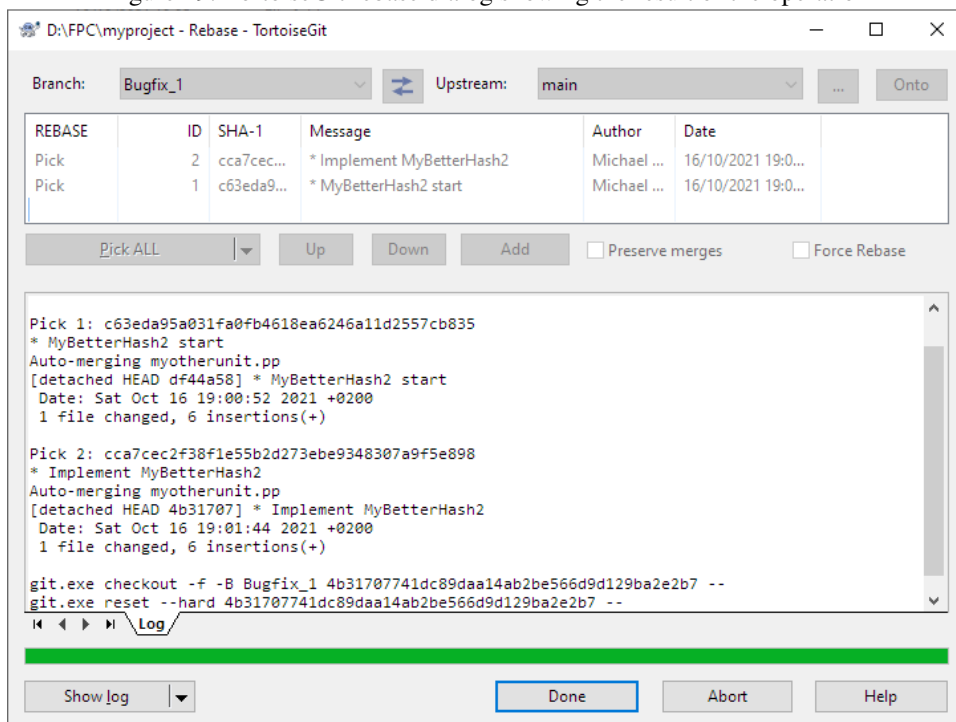 D:\FPC\myproject - Rebase - TortoiseGit
Branch: Bugfix_1 Upstream: main ... Onto
REBASE ID SHA-1 Message Author Date
Pick 2 cca7cec... * Implement MyBetterHash2 Michael ... 16/10/2021 19:0...
Pick 1 c63eda9... * MyBetterHash2 start Michael ... 16/10/2021 19:0...
Pick ALL Up Down Add Preserve merges Force Rebase
Pick 1: c63eda95a031fa0fb4618ea6246a11d2557cb835
* MyBetterHash2 start
Auto-merging myotherunit.pp
[detached HEAD df44a58] * MyBetterHash2 start
Date: Sat Oct 16 19:00:52 2021 +0200
1 file changed, 6 insertions(+)
Pick 2: cca7cec2f38f1e55b2d273ebe9348307a9f5e898
* Implement MyBetterHash2
Auto-merging myotherunit.pp
[detached HEAD 4b31707] * Implement MyBetterHash2
Date: Sat Oct 16 19:01:44 2021 +0200
1 file changed, 6 insertions(+)
git.exe checkout -f -B Bugfix_1 4b31707741dc89daa14ab2be566d9d129ba2e2b7 --
git.exe reset --hard 4b31707741dc89daa14ab2be566d9d129ba2e2b7 --
Log
Show log Done Abort Help